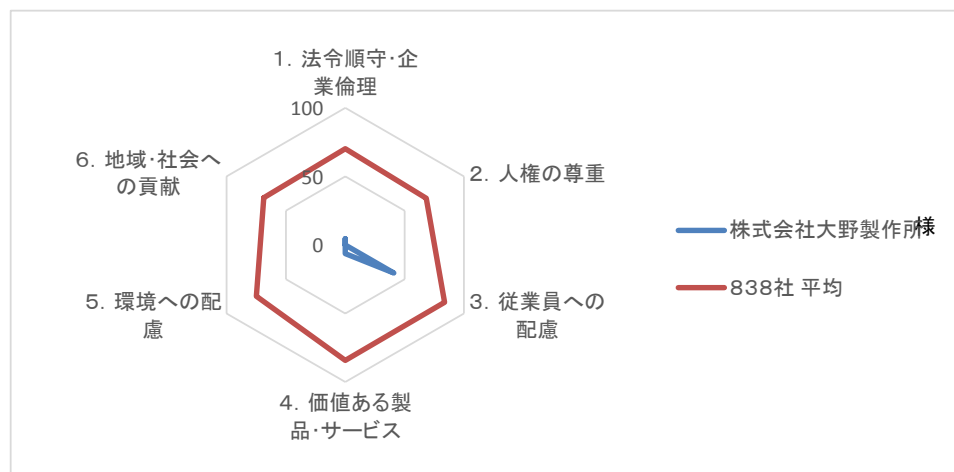 1. 法令順守・企
業倫理
100
6. 地域・社会へ
の貢献
50
2. 人権の尊重
株式会社大野製作所様
0
838社 平均
5. 環境への配
慮
3. 従業員への
配慮
4. 価値ある製
品・サービス